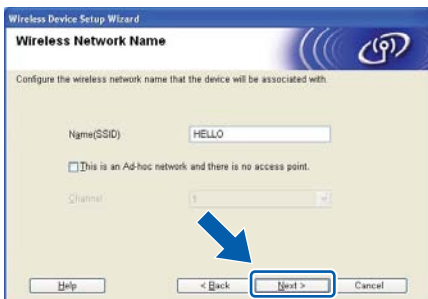 Wireless Device Setup Wizard
Wireless Network Name
Configure the wireless network name that the device will be associated with.
Name(SSID) HELLO
This is an Ad-hoc network and there is no access point.
Channel 1
Help < Back Next > Cancel